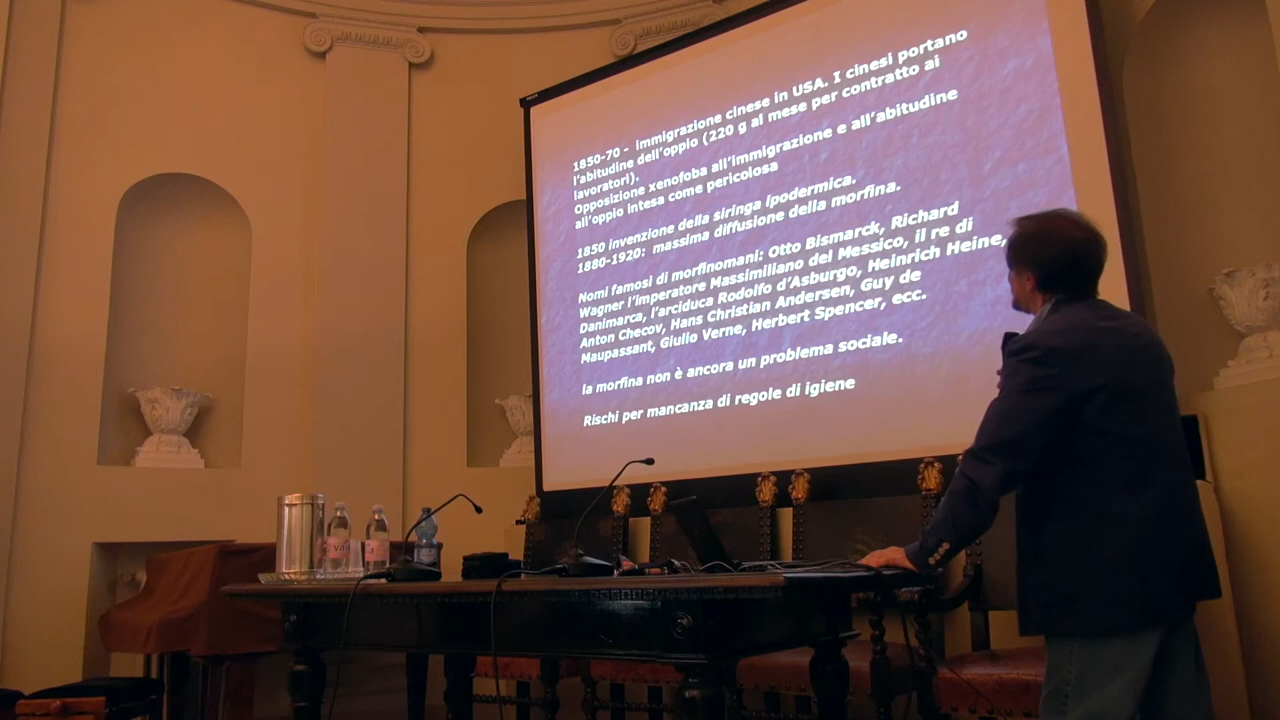 1850-70 - Immigrazione cinese in USA. I cinesi portano
l'abitudine dell'oppio (220 g al mese per contratto ai
lavoratori).
Opposizione xenofoba all'immigrazione e all'abitudine
all'oppio intesa come pericolosa
1850 invenzione della siringa ipodermica.
1880-1920: massima diffusione della morfina.
Nomi famosi di morfinomani: Otto Bismarck, Richard
Wagner l'imperatore Massimiliano del Messico, il re di
Danimarca, l'arciduca Rodolfo d'Asburgo, Heinrich Heine,
Anton Checov, Hans Christian Andersen, Guy de
Maupassant, Giulio Verne, Herbert Spencer, ecc.
la morfina non è ancora un problema sociale.
Rischi per mancanza di regole di igiene